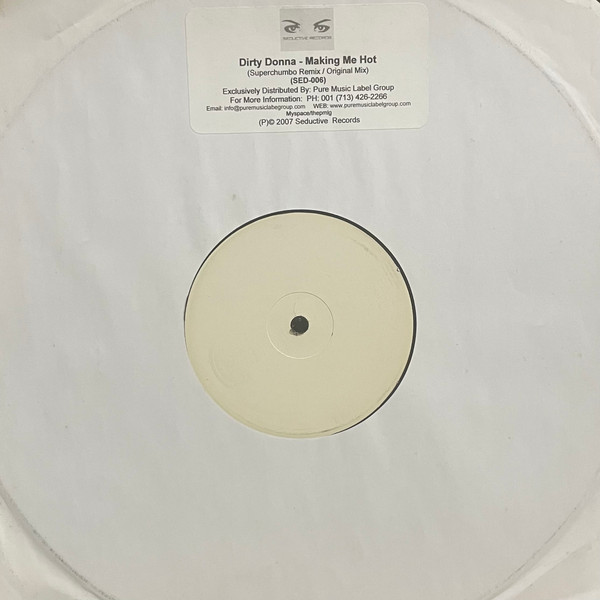 SEDUCTIVE RECORDS
Dirty Donna - Making Me Hot
(Superchumbo Remix / Original Mix)
(SED-006)
Exclusively Distributed By: Pure Music Label Group
For More Information: PH: 001 (713) 426-2266
Email: info@puremusiclabelgroup.com WEB: www.puremusiclabelgroup.com
Myspace/thepmlg
(P)© 2007 Seductive Records